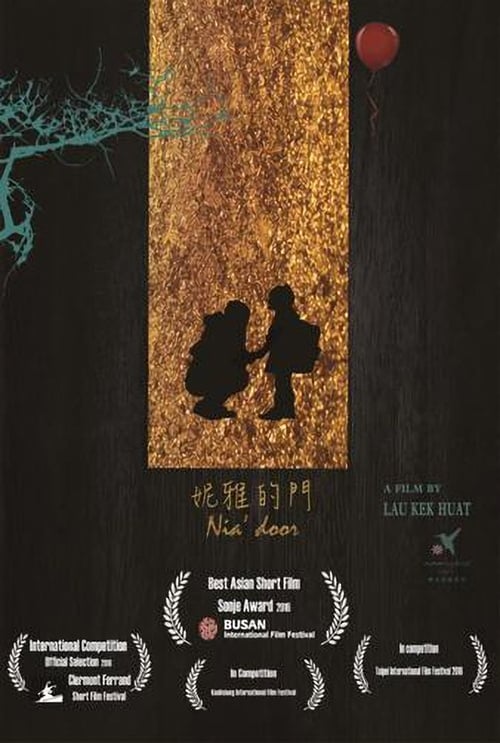 妮雅的門
Nia' door
A FILM BY
LAU KEK HUAT
Best Asian Short Film
Sonje Award 2016
BUSAN
International Film Festival
International Competition
Official Selection 2016
Clermont Ferrand
Short Film Festival
In Competition
Kaohsiung International Film Festival
In competition
Taipei International Film Festival 2016